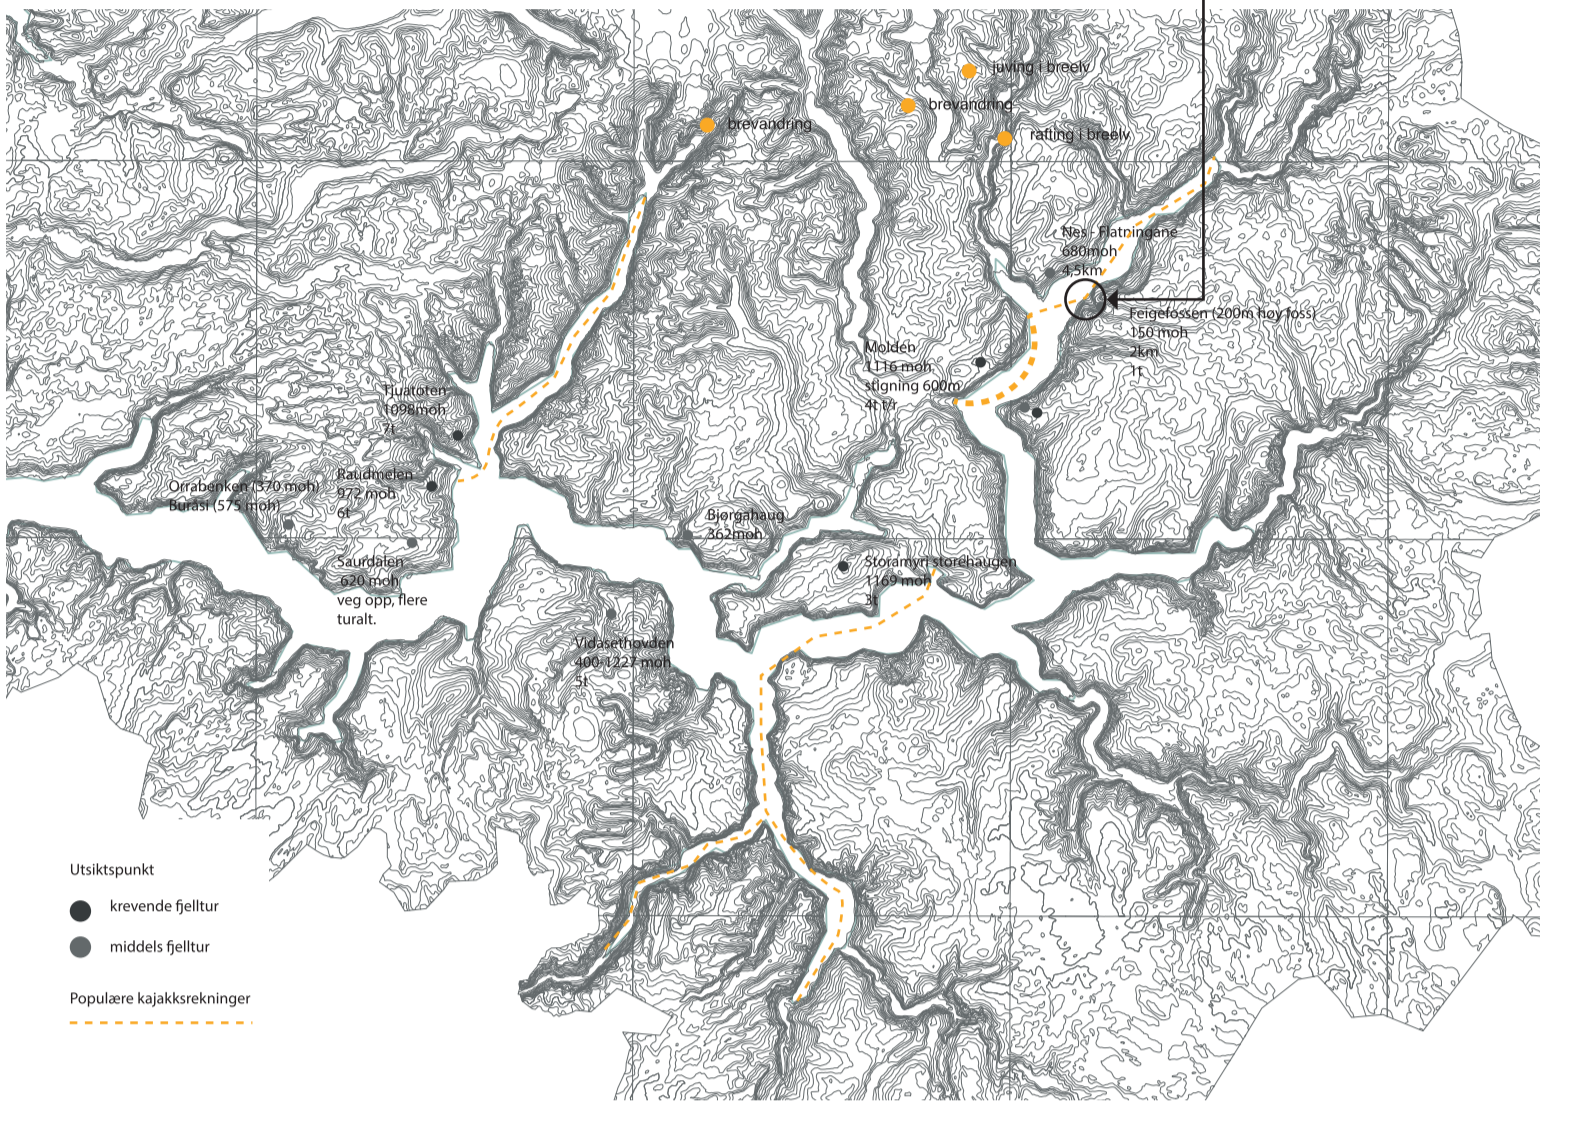 juving i breelv
brevandring
brevandring
rafting i breelv
Nes - Flatningane
680moh
4,5km
Feigefossen (200m høy foss)
150 moh
2km
1t
Molden
1116 moh,
stigning 600m
4t t/r
Tjuatoten
1098moh
7t
Raudmelen
972 moh
6t
Orrabenken (370 moh)
Buråsi (575 moh)
Bjørgahaug
362moh
Saurdalen
620 moh
veg opp, flere
turalt.
Storamyri storehaugen
1169 moh
3t
Vidasethovden
400-1227 moh
5t
Utsiktspunkt
krevende fjelltur
middels fjelltur
Populære kajakksrekninger